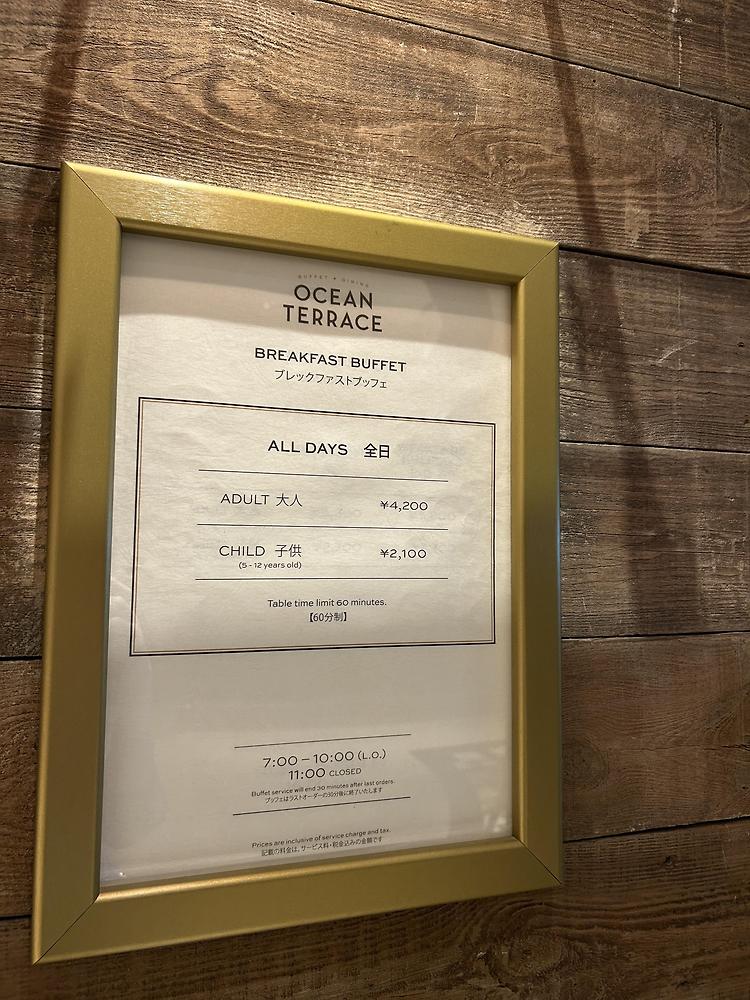 BUFFET + DINING
OCEAN
TERRACE
BREAKFAST BUFFET
ブレックファストブッフェ
ALL DAYS 全日
ADULT 大人 ¥4,200
CHILD 子供 ¥2,100
(5 - 12 years old)
Table time limit 60 minutes.
【60分制】
7:00 – 10:00 (L.O.)
11:00 CLOSED
Buffet service will end 30 minutes after last orders.
ブッフェはラストオーダーの30分後に終了いたします
Prices are inclusive of service charge and tax.
記載の料金は、サービス料・税金込みの金額です